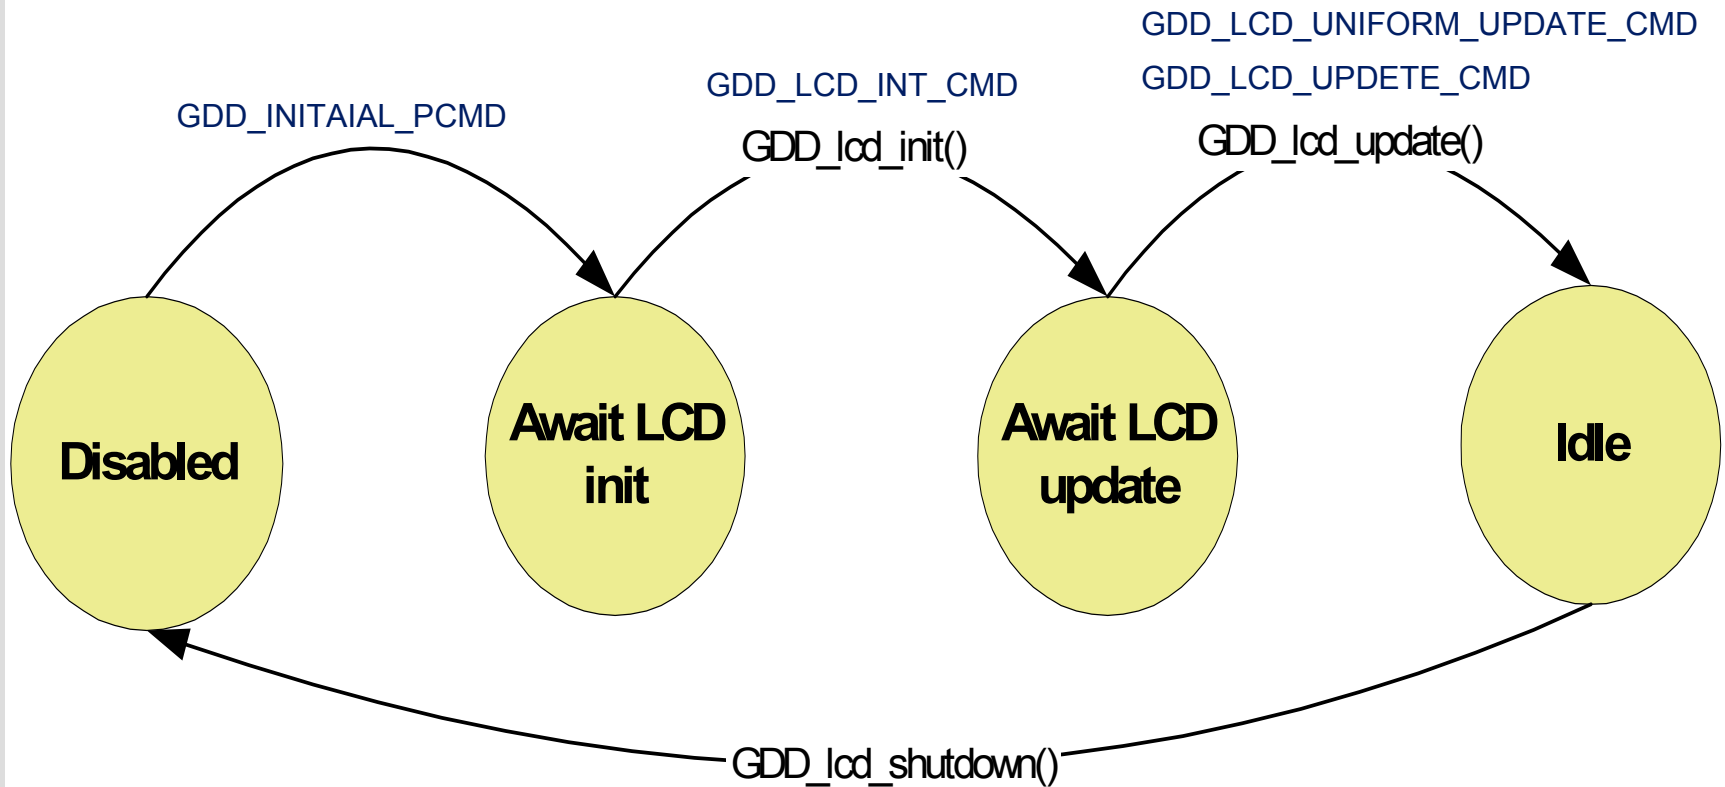 GDD_LCD_UNIFORM_UPDATE_CMD
GDD_INITAIAL_PCMD
GDD_LCD_INT_CMD
GDD_LCD_UPDETE_CMD
GDD_lcd_init()
GDD_lcd_update()
Disabled
Await LCD
init
Await LCD
update
Idle
GDD_lcd_shutdown()